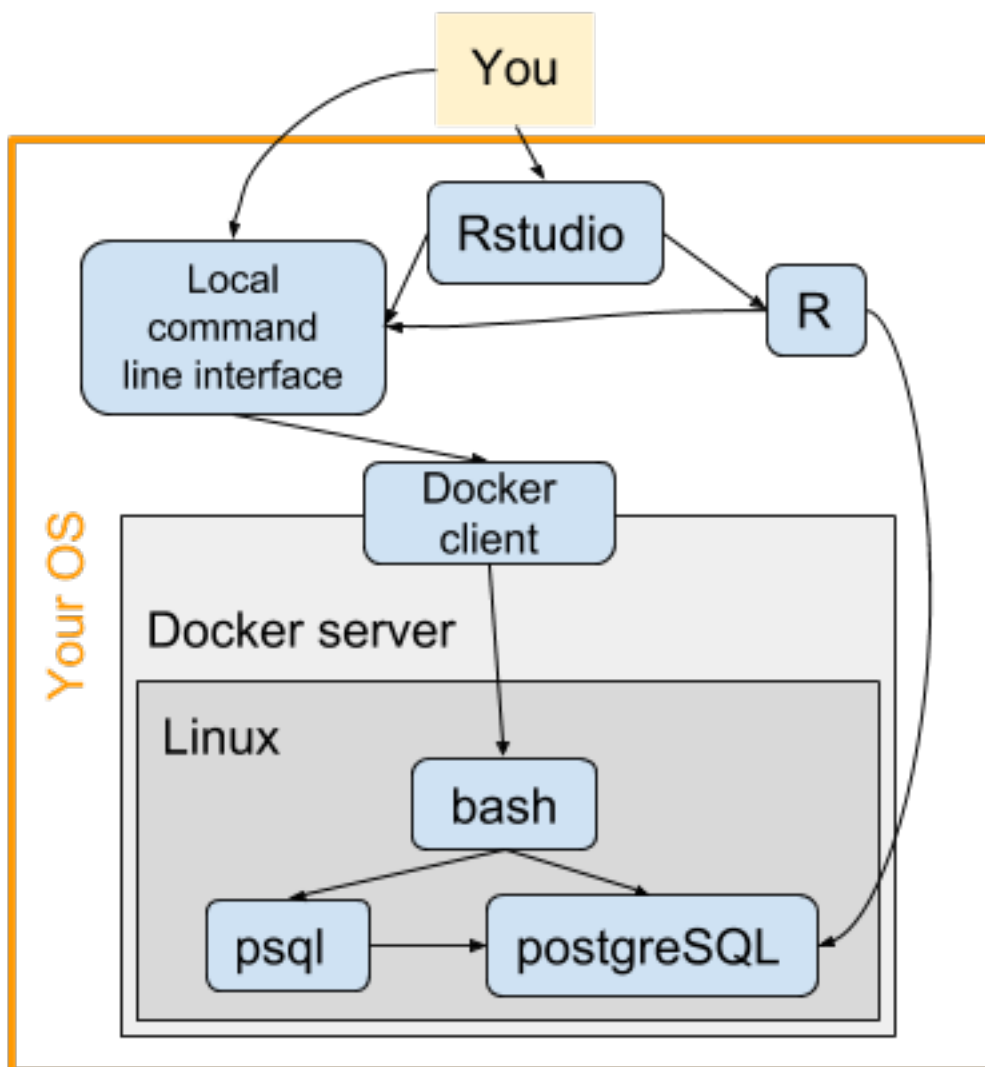 You
Rstudio
Local
command
line interface
R
Docker
client
Your OS
Docker server
Linux
bash
psql
postgreSQL